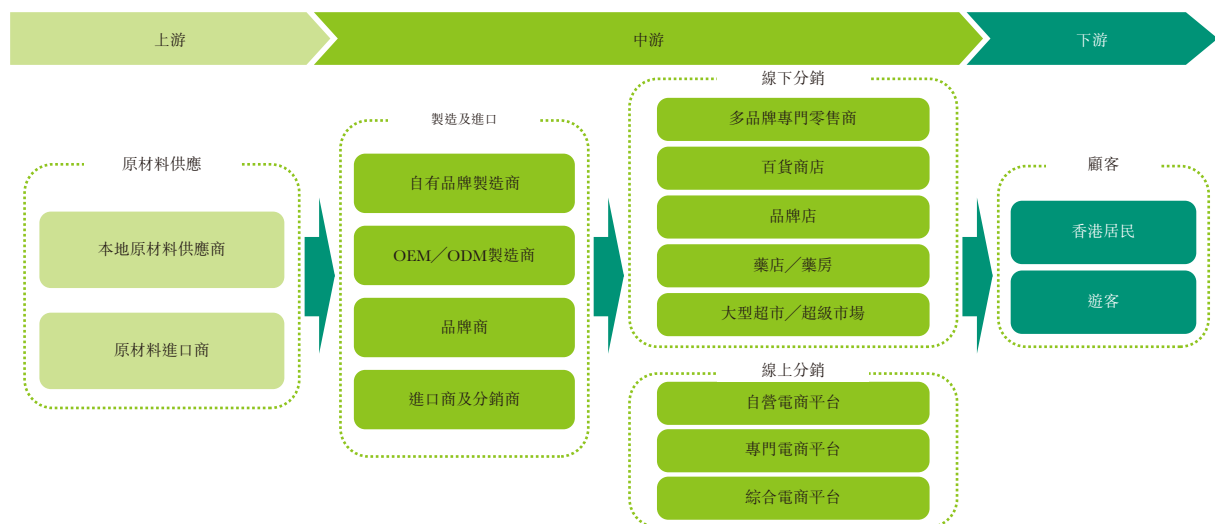 上游
中游
下游
原材料供應
本地原材料供應商
原材料進口商
製造及進口
自有品牌製造商
OEM／ODM製造商
品牌商
進口商及分銷商
線下分銷
多品牌專門零售商
百貨商店
品牌店
藥店／藥房
大型超市／超級市場
線上分銷
自營電商平台
專門電商平台
綜合電商平台
顧客
香港居民
遊客